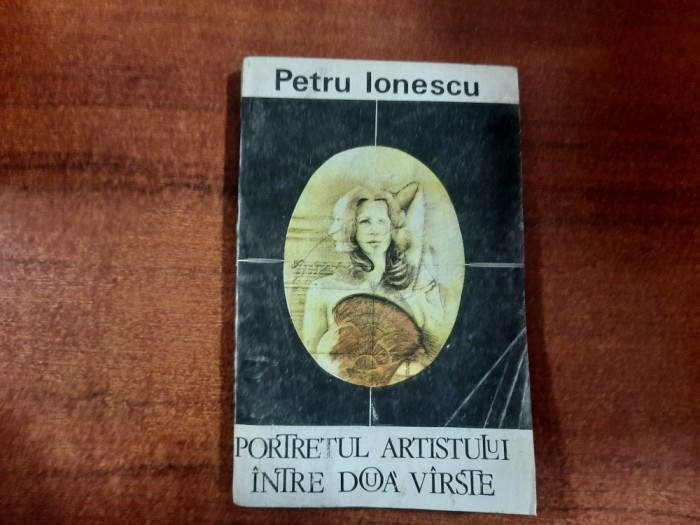 Petru Ionescu
PORTRETUL ARTISTULUI
ÎNTRE DOUĂ VÎRSTE